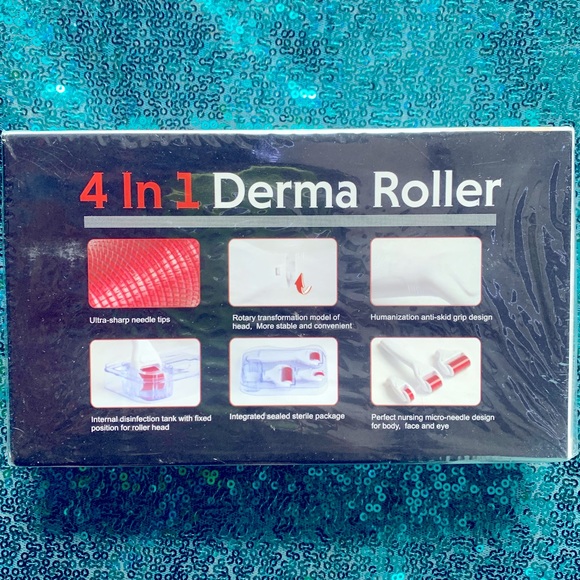 4 In 1 Derma Roller
Ultra-sharp needle tips
Rotary transformation model of
head, More stable and convenient
Humanization anti-skid grip design
Internal disinfection tank with fixed
position for roller head
Integrated sealed sterile package
Perfect nursing micro-needle design
for body, face and eye